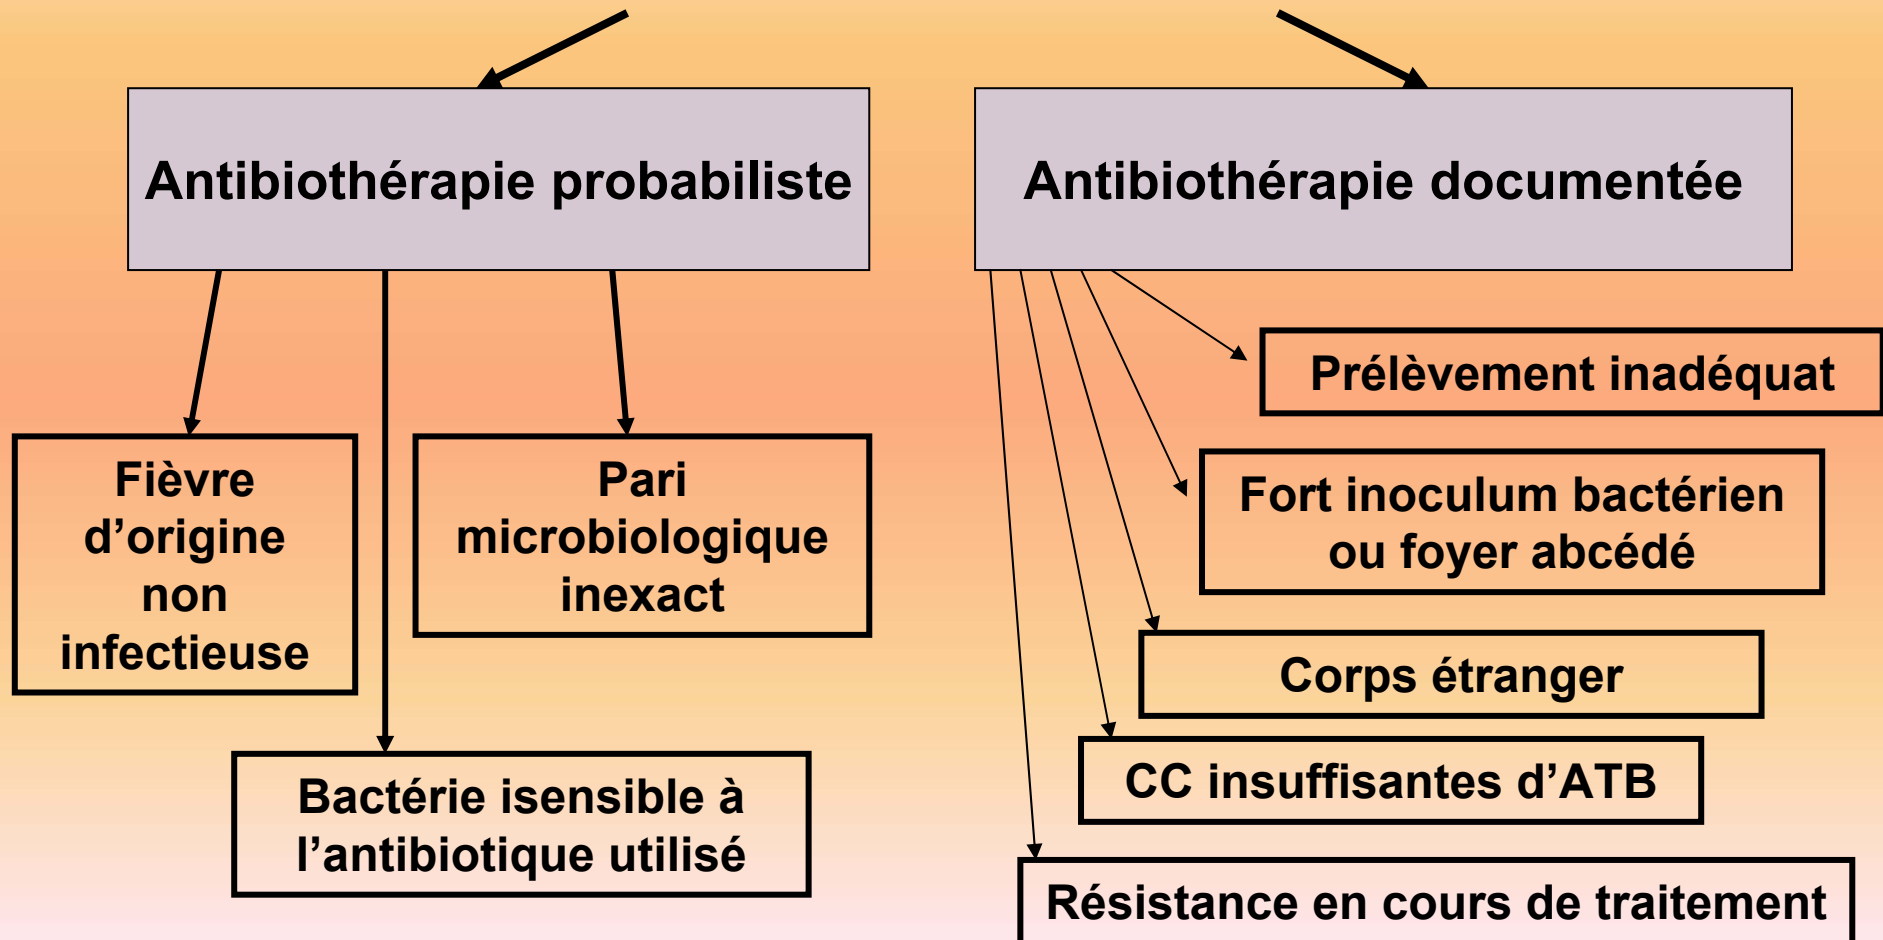 Antibiothérapie probabiliste
Antibiothérapie documentée
Fièvre
d’origine
non
infectieuse
Pari
microbiologique
inexact
Bactérie isensible à
l’antibiotique utilisé
Prélèvement inadéquat
Fort inoculum bactérien
ou foyer abcédé
Corps étranger
CC insuffisantes d’ATB
Résistance en cours de traitement